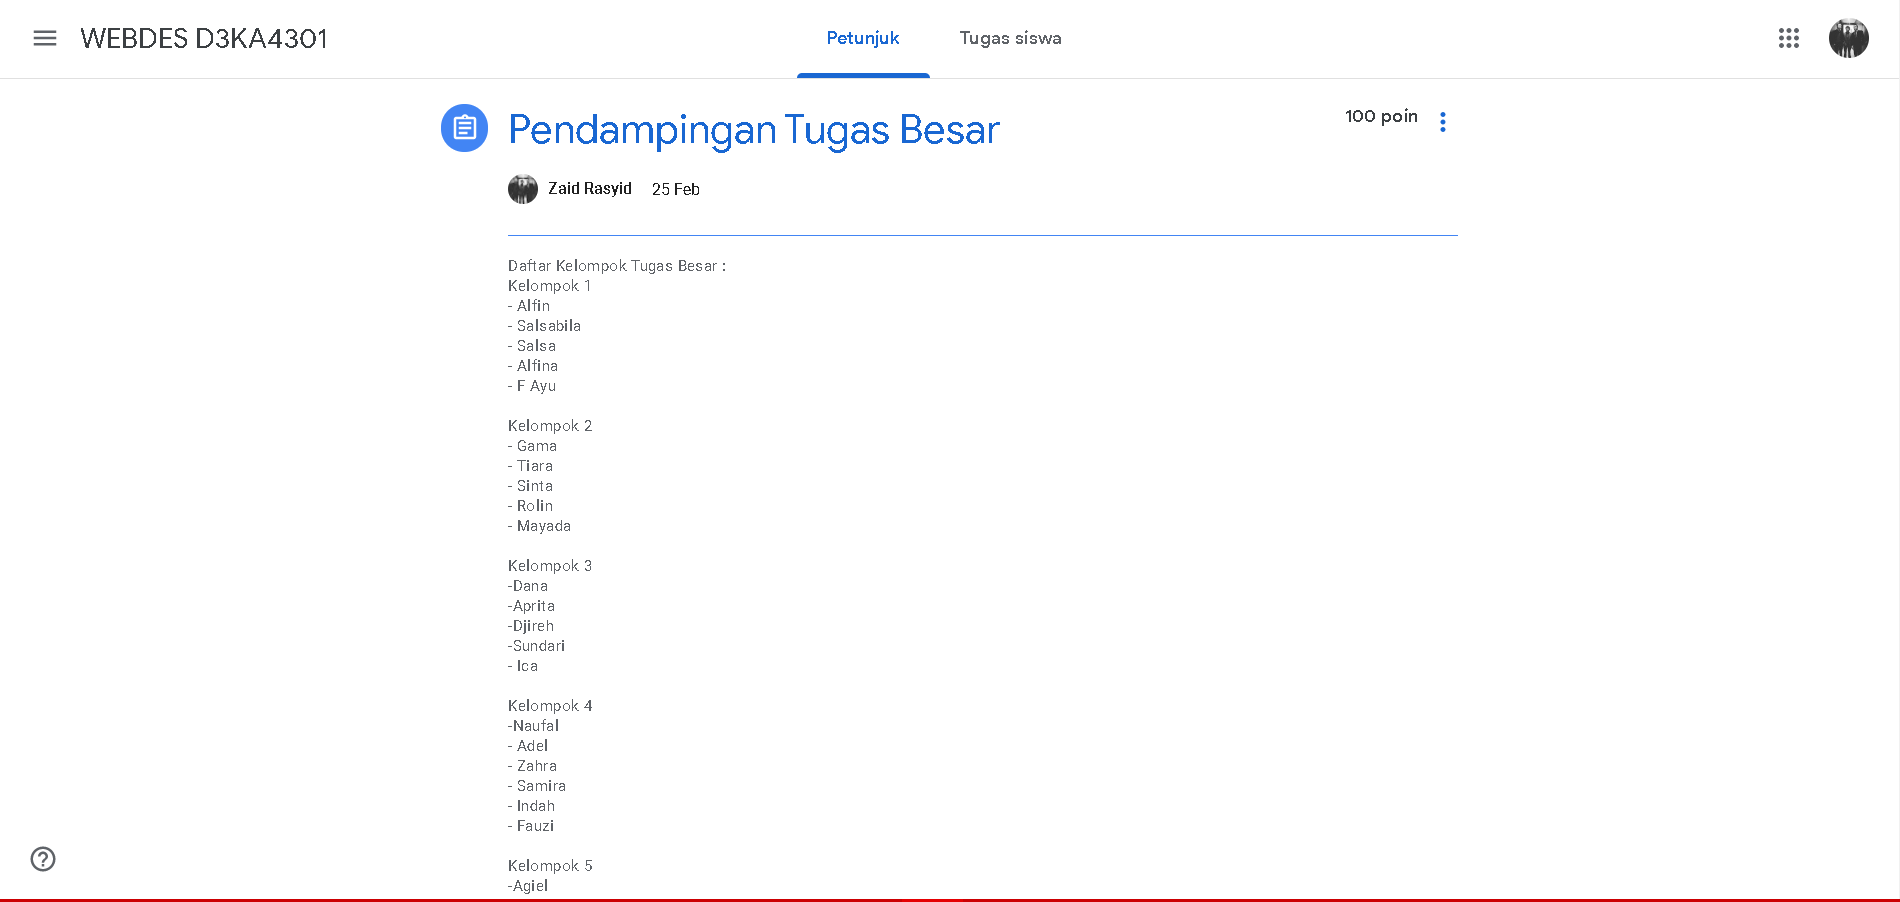 WEBDES D3KA4301
Petunjuk
Tugas siswa
Pendampingan Tugas Besar
100 poin
Zaid Rasyid 25 Feb
Daftar Kelompok Tugas Besar :
Kelompok 1
- Alfin
- Salsabila
- Salsa
- Alfina
- F Ayu
Kelompok 2
- Gama
- Tiara
- Sinta
- Rolin
- Mayada
Kelompok 3
-Dana
-Aprita
-Djireh
-Sundari
- Ica
Kelompok 4
-Naufal
- Adel
- Zahra
- Samira
- Indah
- Fauzi
Kelompok 5
-Agiel